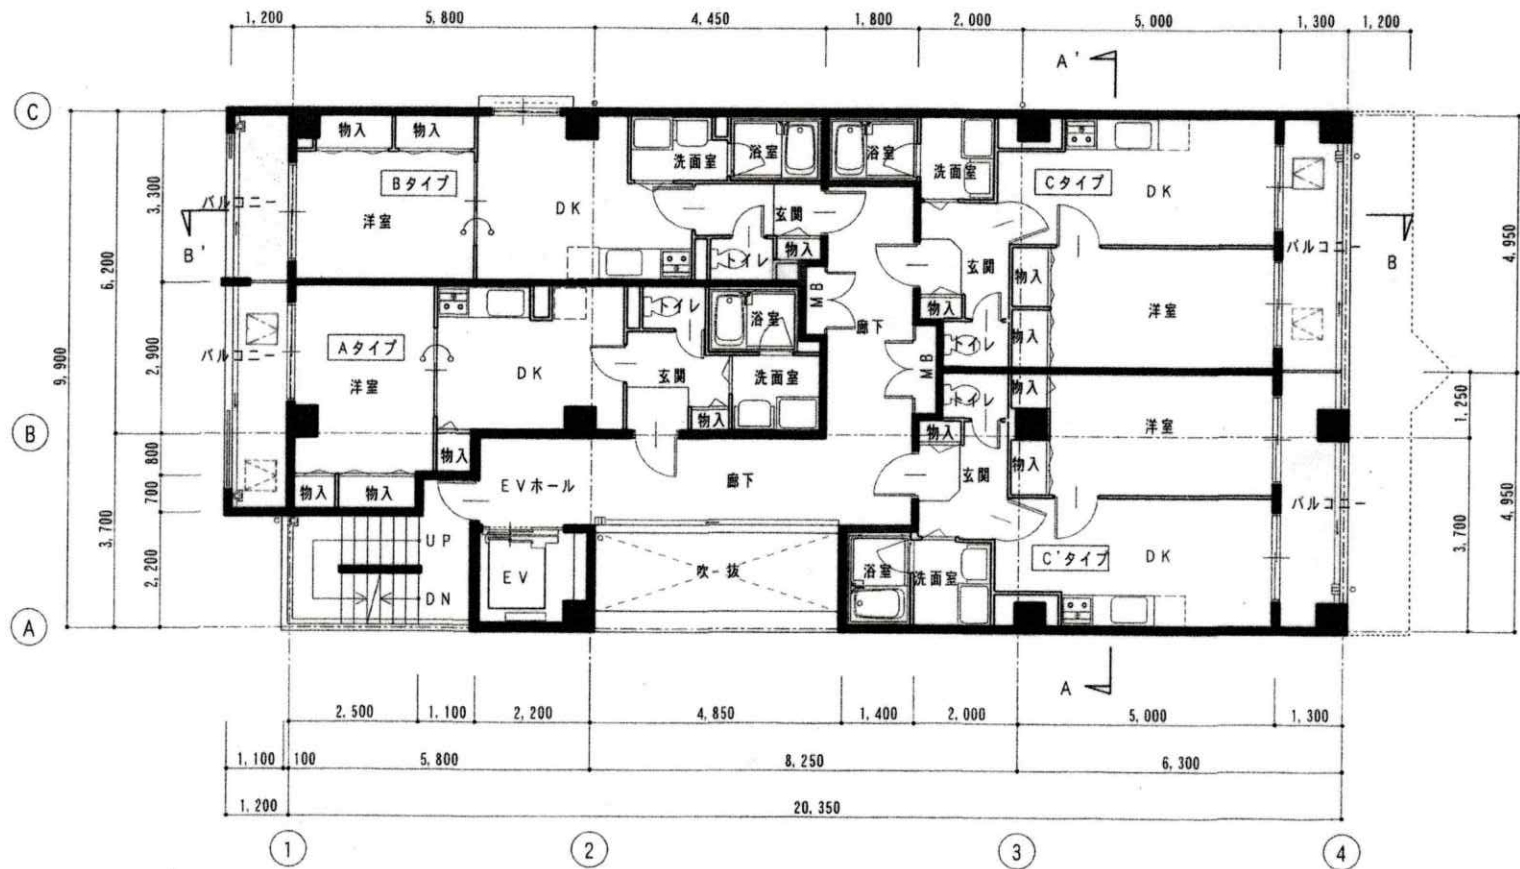 1,200 5,800 4,450 1,800 2,000 5,000 1,300 1,200
A'
C
物入 物入 浴室 浴室
洗面室 洗面室
Bタイプ Cタイプ
DK
バルコニー 洋室 DK 玄関
B'
物入 トイレ
玄関 バルコニー
B
物入
MB
物入
洋室
トイレ
物入
トイレ 浴室
廊下
MB
バルコニー Aタイプ
洋室 DK 玄関 洗面室
物入
トイレ
物入
洋室
B
物入
物入
物入
玄関
物入 物入
EVホール 廊下
バルコニー
UP
DN
EV
吹抜
浴室 洗面室
C'タイプ
DK
A
A
3,300
2,900
800
700
2,200
6,200
3,700
9,900
4,950
4,950
1,250
3,700
2,500 1,100 2,200 4,850 1,400 2,000 5,000 1,300
1,100 100 5,800 8,250 6,300
1,200 20,350
1 2 3 4